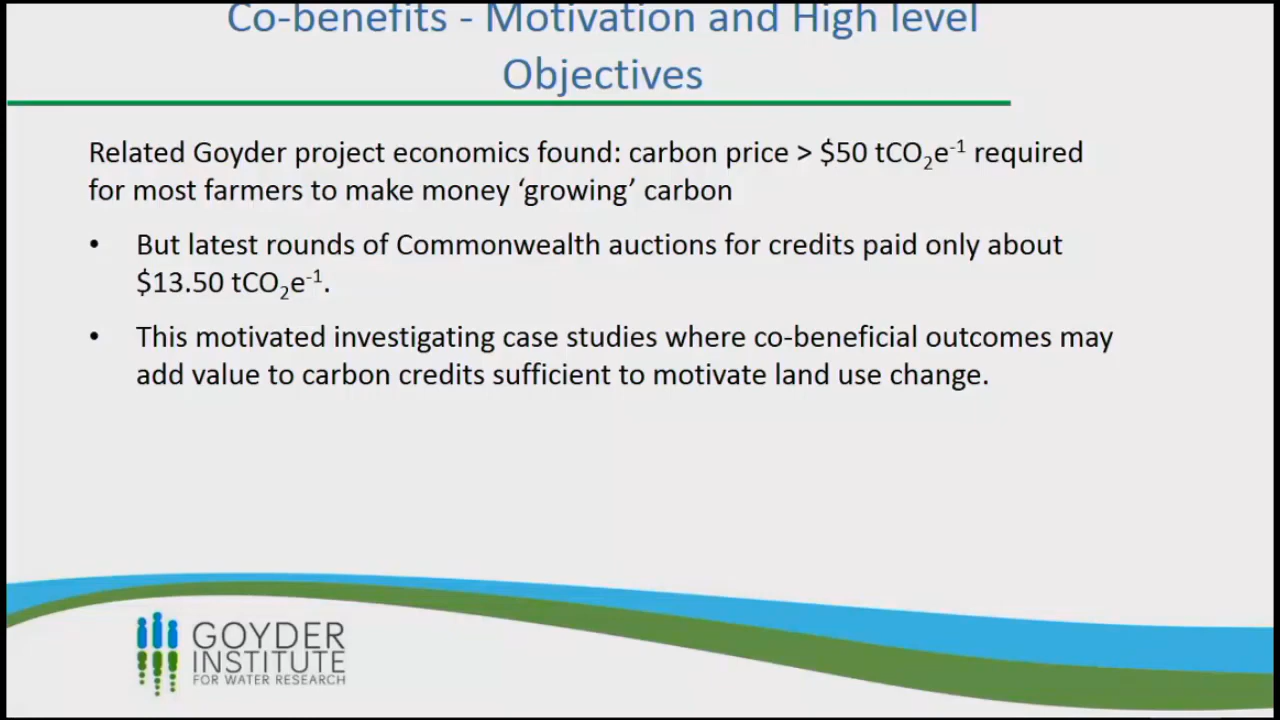 Co-benefits - Motivation and High level
Objectives
Related Goyder project economics found: carbon price > $50 tCO₂e⁻¹ required
for most farmers to make money ‘growing’ carbon
• But latest rounds of Commonwealth auctions for credits paid only about
$13.50 tCO₂e⁻¹.
• This motivated investigating case studies where co-beneficial outcomes may
add value to carbon credits sufficient to motivate land use change.
GOYDER
INSTITUTE
FOR WATER RESEARCH